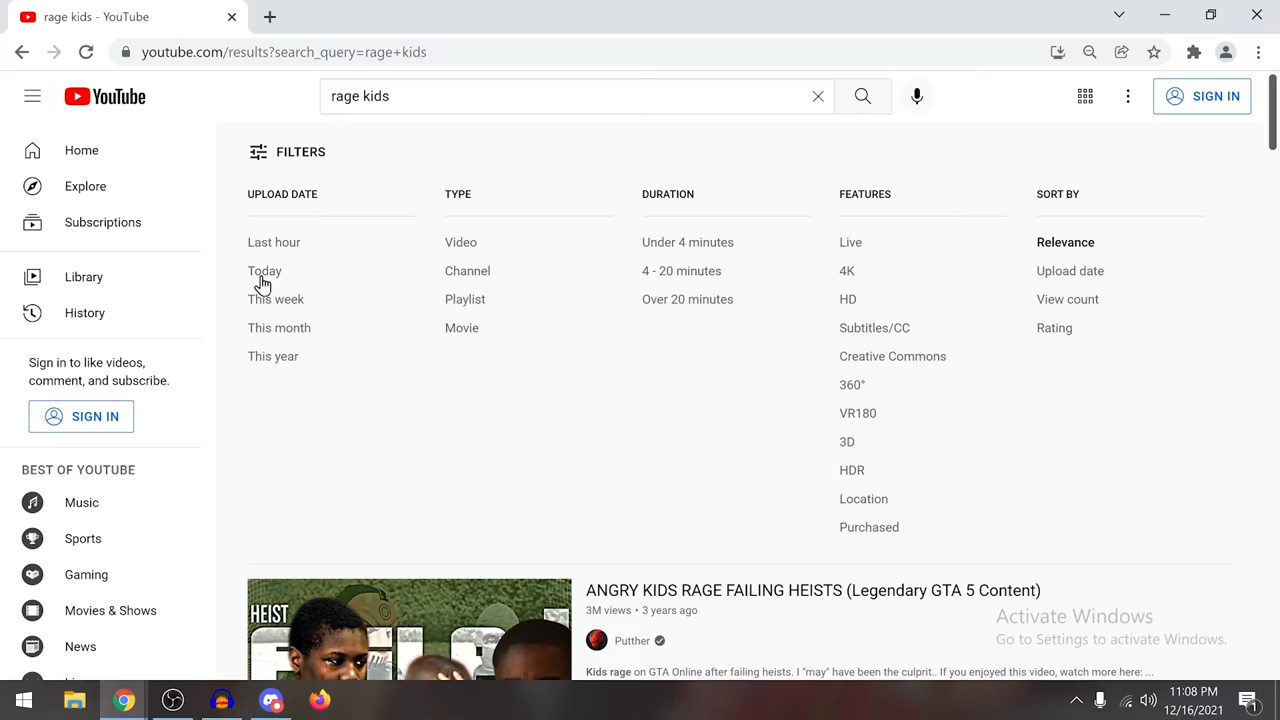 rage kids - YouTube
youtube.com/results?search_query=rage+kids
YouTube
rage kids
SIGN IN
Home
Explore
Subscriptions
Library
History
Sign in to like videos,
comment, and subscribe.
SIGN IN
BEST OF YOUTUBE
Music
Sports
Gaming
Movies & Shows
News
FILTERS
UPLOAD DATE
Last hour
Today
This week
This month
This year
TYPE
Video
Channel
Playlist
Movie
DURATION
Under 4 minutes
4 - 20 minutes
Over 20 minutes
FEATURES
Live
4K
HD
Subtitles/CC
Creative Commons
360°
VR180
3D
HDR
Location
Purchased
SORT BY
Relevance
Upload date
View count
Rating
HEIST
ANGRY KIDS RAGE FAILING HEISTS (Legendary GTA 5 Content)
3M views • 3 years ago
Putther
Kids rage on GTA Online after failing heists. I "may" have been the culprit.. If you enjoyed this video, watch more here: ...
Activate Windows
Go to Settings to activate Windows.
11:08 PM
12/16/2021
1